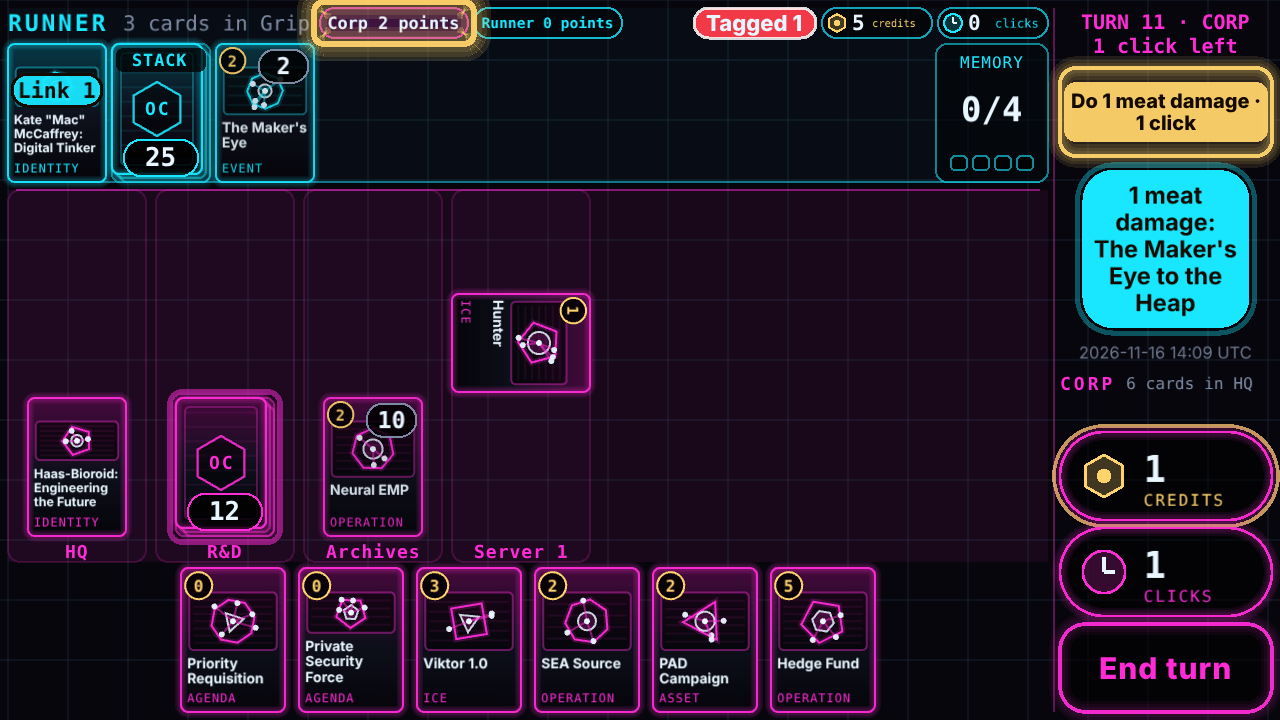 RUNNER 3 cards in Grip
Corp 2 points
Runner 0 points
Tagged 1
5 credits
0 clicks
TURN 11 · CORP
1 click left
Link 1
Kate "Mac"
McCaffrey:
Digital Tinker
IDENTITY
STACK
OC
25
2
2
The Maker's
Eye
EVENT
MEMORY
0/4
Do 1 meat damage ·
1 click
1 meat
damage:
The Maker's
Eye to the
Heap
2026-11-16 14:09 UTC
CORP 6 cards in HQ
ICE
Hunter
1
Haas-Bioroid:
Engineering
the Future
IDENTITY
HQ
OC
12
R&D
2
10
Neural EMP
OPERATION
Archives
Server 1
1
CREDITS
1
CLICKS
End turn
0
Priority
Requisition
AGENDA
0
Private
Security
Force
AGENDA
3
Viktor 1.0
ICE
2
SEA Source
OPERATION
2
PAD
Campaign
ASSET
5
Hedge Fund
OPERATION